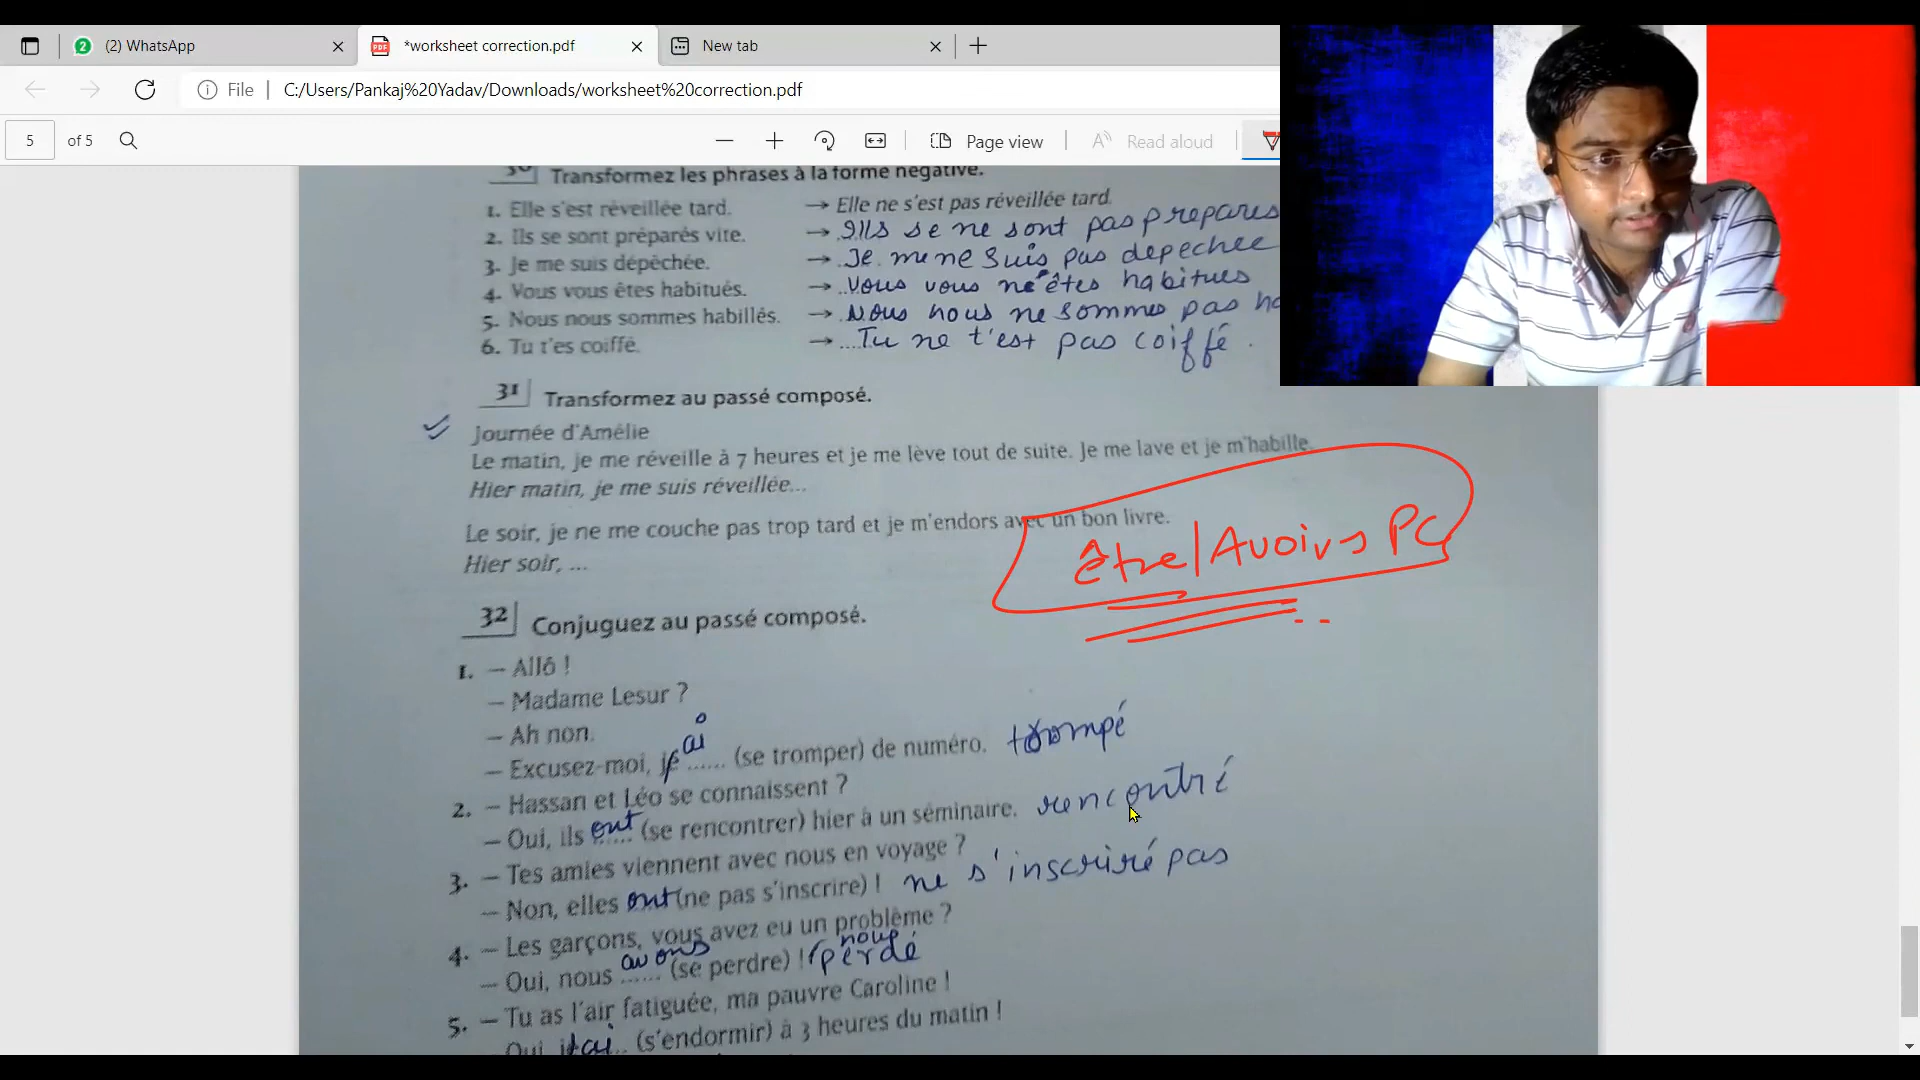 (2) WhatsApp
*worksheet correction.pdf
New tab
File
C:/Users/Pankaj%20Yadav/Downloads/worksheet%20correction.pdf
5 of 5
Page view
Read aloud
30 Transformez les phrases à la forme négative.
1. Elle s'est réveillée tard. → Elle ne s'est pas réveillée tard.
2. Ils se sont préparés vite. → Ills se ne sont pas prepares
3. Je me suis dépêchée. → Je me ne suis pas depechee
4. Vous vous êtes habitués. → Vous vous ne êtes habitues
5. Nous nous sommes habillés. → Nous nous ne sommes pas ha
6. Tu t'es coiffé. → Tu ne t'est pas coiffé.
31 Transformez au passé composé.
Journée d'Amélie
Le matin, je me réveille à 7 heures et je me lève tout de suite. Je me lave et je m'habille.
Hier matin, je me suis réveillée...
Le soir, je ne me couche pas trop tard et je m'endors avec un bon livre.
Hier soir, ...
être/Avoir PC
32 Conjuguez au passé composé.
1. – Allô !
– Madame Lesur ?
– Ah non.
– Excusez-moi, je ai ...... (se tromper) de numéro. trompé
2. – Hassan et Léo se connaissent ?
– Oui, ils ont ...... (se rencontrer) hier à un séminaire. rencontré
3. – Tes amies viennent avec nous en voyage ?
– Non, elles ont (ne pas s'inscrire) ! ne s'inscriré pas
4. – Les garçons, vous avez eu un problème ?
– Oui, nous avons ...... (se perdre) ! nous perdé
5. – Tu as l'air fatiguée, ma pauvre Caroline !
Oui, j'ai .. (s'endormir) à 3 heures du matin !